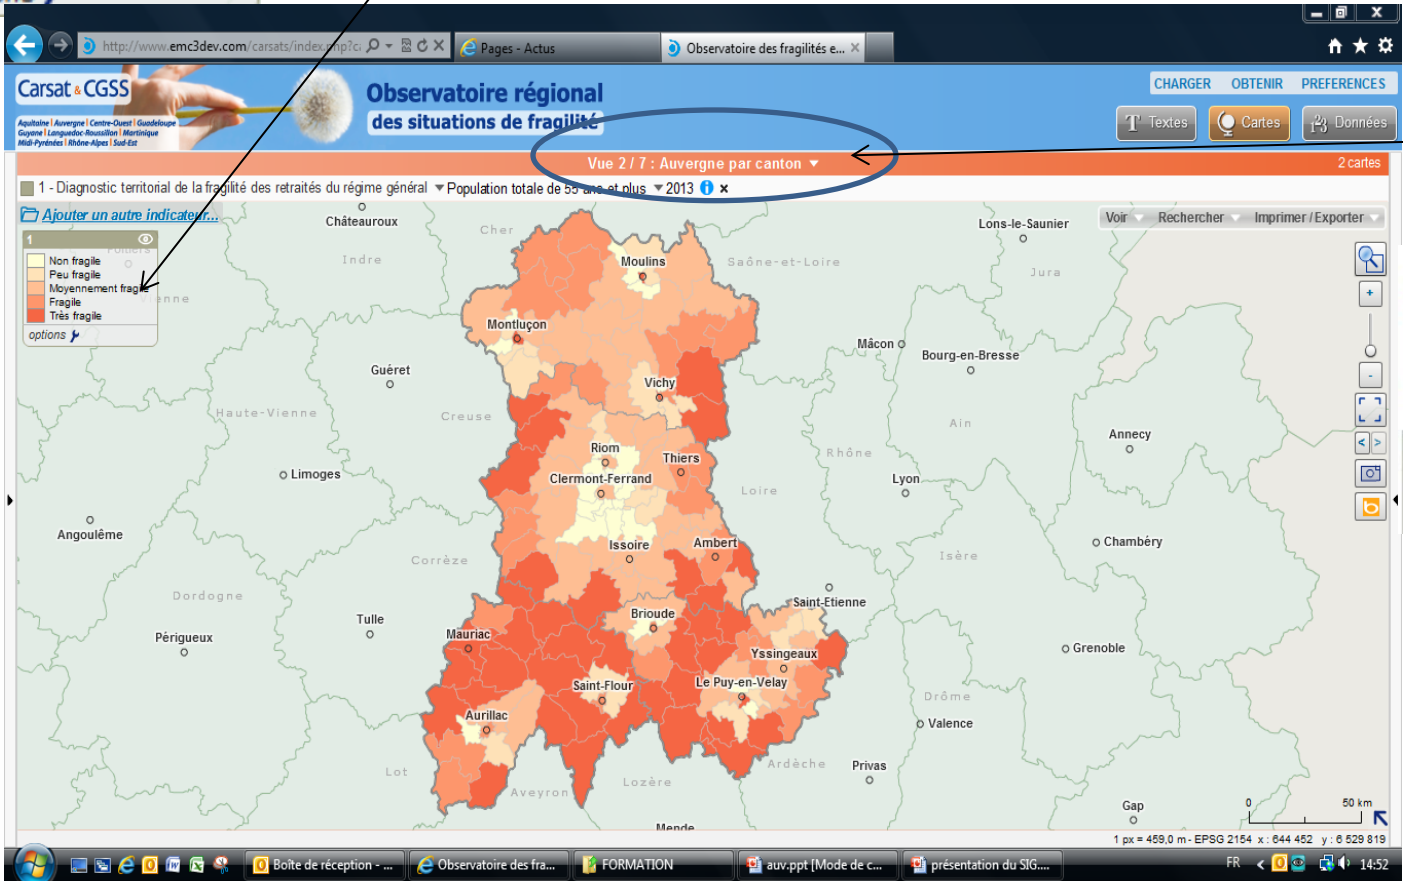 http://www.emc3dev.com/carsats/index.php?c
Pages - Actus
Observatoire des fragilités e...
Carsat & CGSS
Aquitaine | Auvergne | Centre-Ouest | Guadeloupe
Guyane | Languedoc-Roussillon | Martinique
Midi-Pyrénées | Rhône-Alpes | Sud-Est
Observatoire régional
des situations de fragilité
CHARGER OBTENIR PREFERENCES
Textes Cartes Données
Vue 2 / 7 : Auvergne par canton
2 cartes
1 - Diagnostic territorial de la fragilité des retraités du régime général Population totale de 55 ans et plus 2013
Ajouter un autre indicateur...
Voir Rechercher Imprimer / Exporter
1
Non fragile
Peu fragile
Moyennement fragile
Fragile
Très fragile
options
Poitiers
Châteauroux
Cher
Lons-le-Saunier
Indre
Moulins
Saône-et-Loire
Jura
Vienne
Montluçon
Mâcon
Bourg-en-Bresse
Guéret
Vichy
Haute-Vienne
Creuse
Ain
Annecy
Riom
Thiers
Rhône
Limoges
Clermont-Ferrand
Lyon
Loire
Angoulême
Issoire
Ambert
Chambéry
Corrèze
Isère
Dordogne
Saint-Etienne
Tulle
Brioude
Périgueux
Mauriac
Yssingeaux
Grenoble
Saint-Flour
Le Puy-en-Velay
Drôme
Aurillac
Valence
Lot
Ardèche
Privas
Lozère
Aveyron
Gap
Mende
0 50 km
1 px = 459,0 m - EPSG 2154 x : 644 452 y : 6 529 819
Boîte de réception - ...
Observatoire des fra...
FORMATION
auv.ppt [Mode de c...
présentation du SIG....
FR
14:52